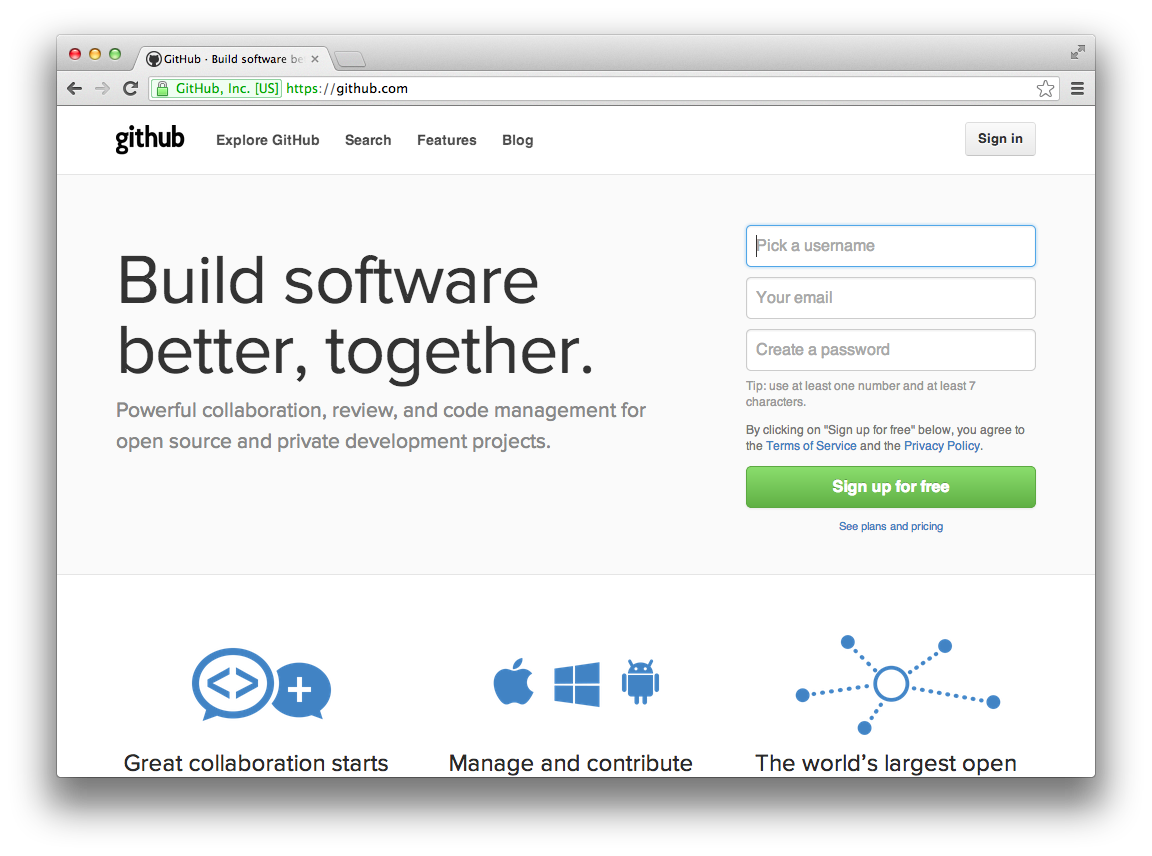 GitHub · Build software be
GitHub, Inc. [US] https://github.com
github Explore GitHub Search Features Blog Sign in
Build software
better, together.
Powerful collaboration, review, and code management for
open source and private development projects.
Pick a username
Your email
Create a password
Tip: use at least one number and at least 7
characters.
By clicking on "Sign up for free" below, you agree to
the Terms of Service and the Privacy Policy.
Sign up for free
See plans and pricing
Great collaboration starts
Manage and contribute
The world's largest open